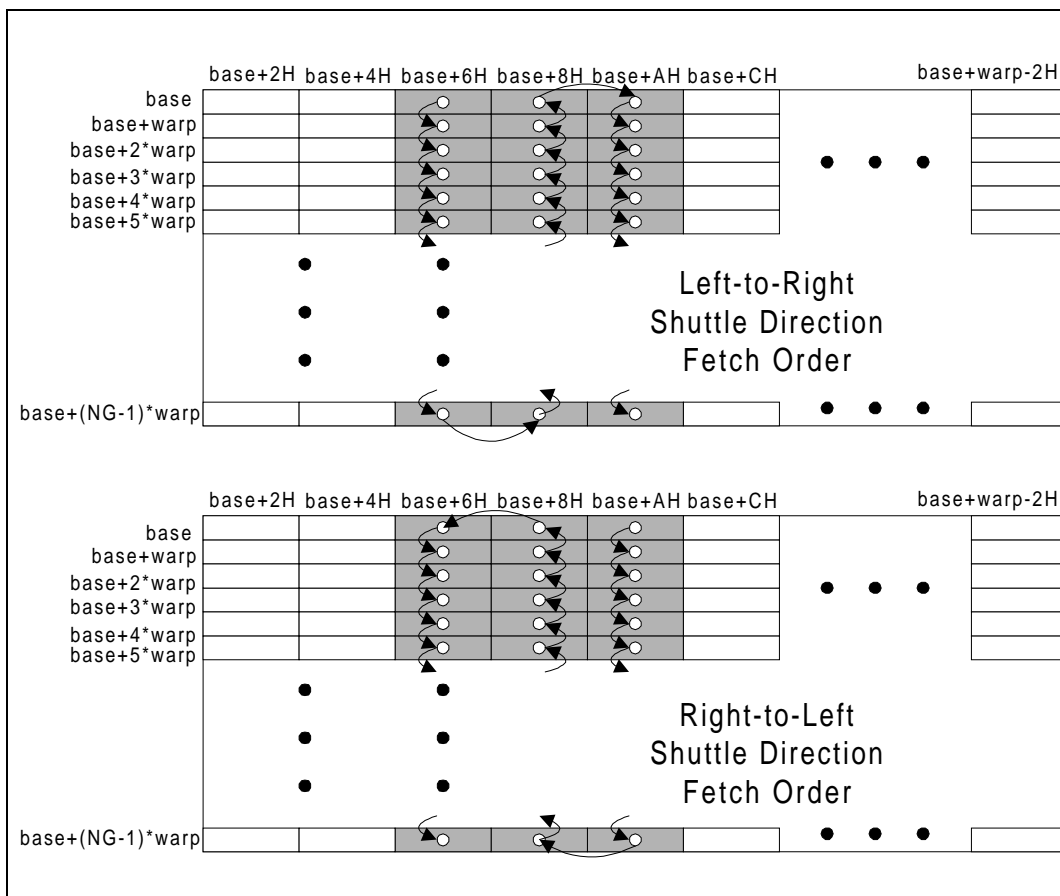 base+2H base+4H base+6H base+8H base+AH base+CH base+warp-2H
base
base+warp
base+2*warp
base+3*warp
base+4*warp
base+5*warp
Left-to-Right
Shuttle Direction
Fetch Order
base+(NG-1)*warp
base+2H base+4H base+6H base+8H base+AH base+CH base+warp-2H
base
base+warp
base+2*warp
base+3*warp
base+4*warp
base+5*warp
Right-to-Left
Shuttle Direction
Fetch Order
base+(NG-1)*warp